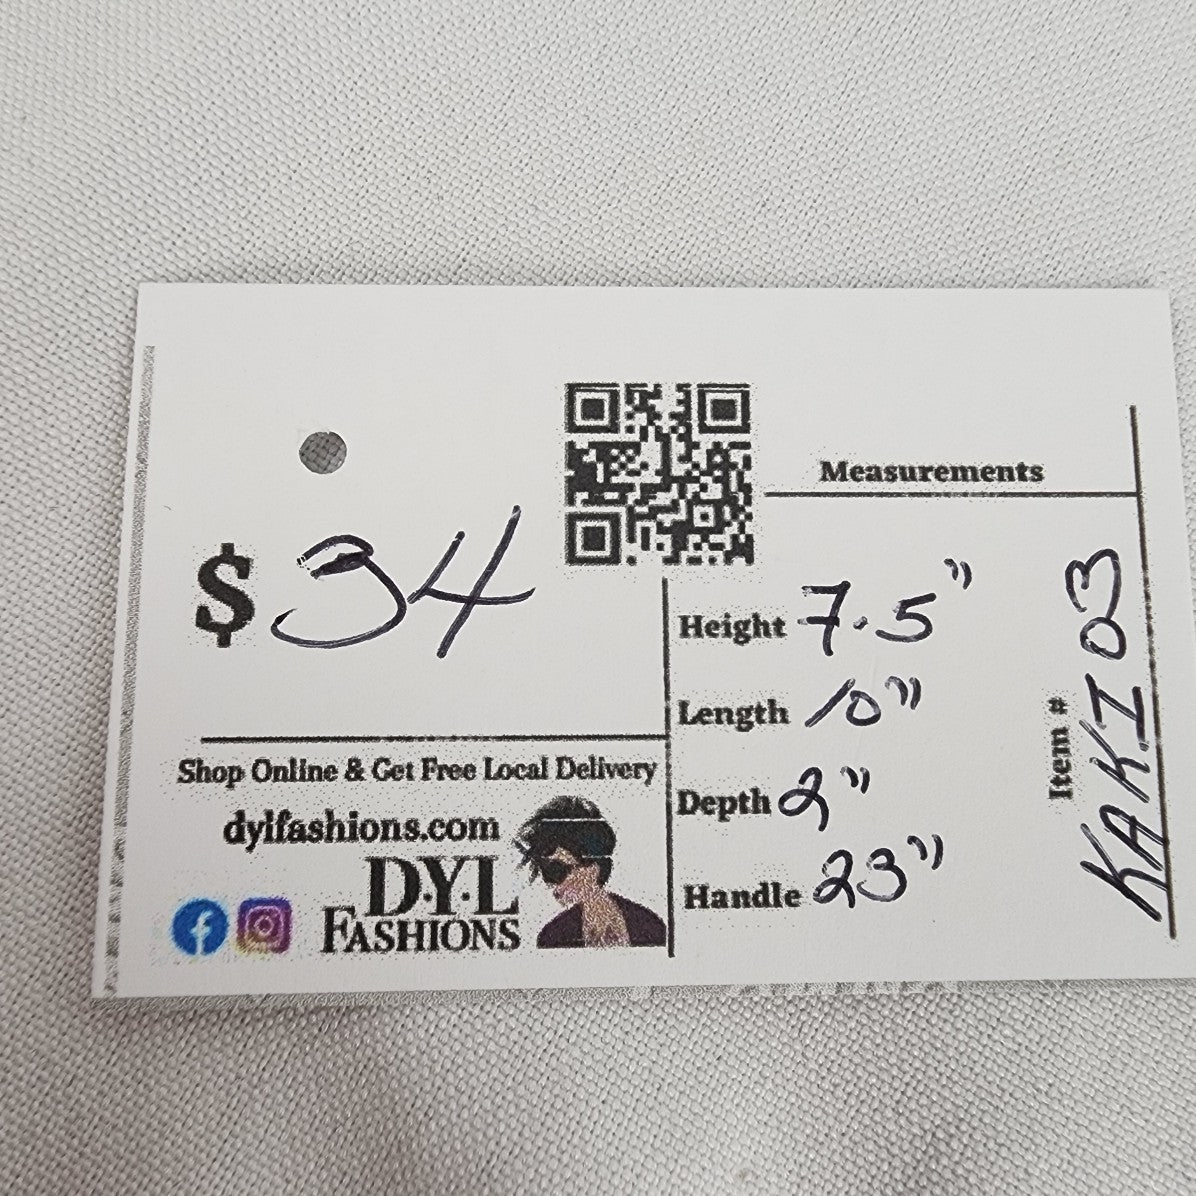 $ 34
Shop Online & Get Free Local Delivery
dylfashions.com
D·Y·L
FASHIONS
Measurements
Height 7.5"
Length 10"
Depth 2"
Handle 23"
Item # KAKI03